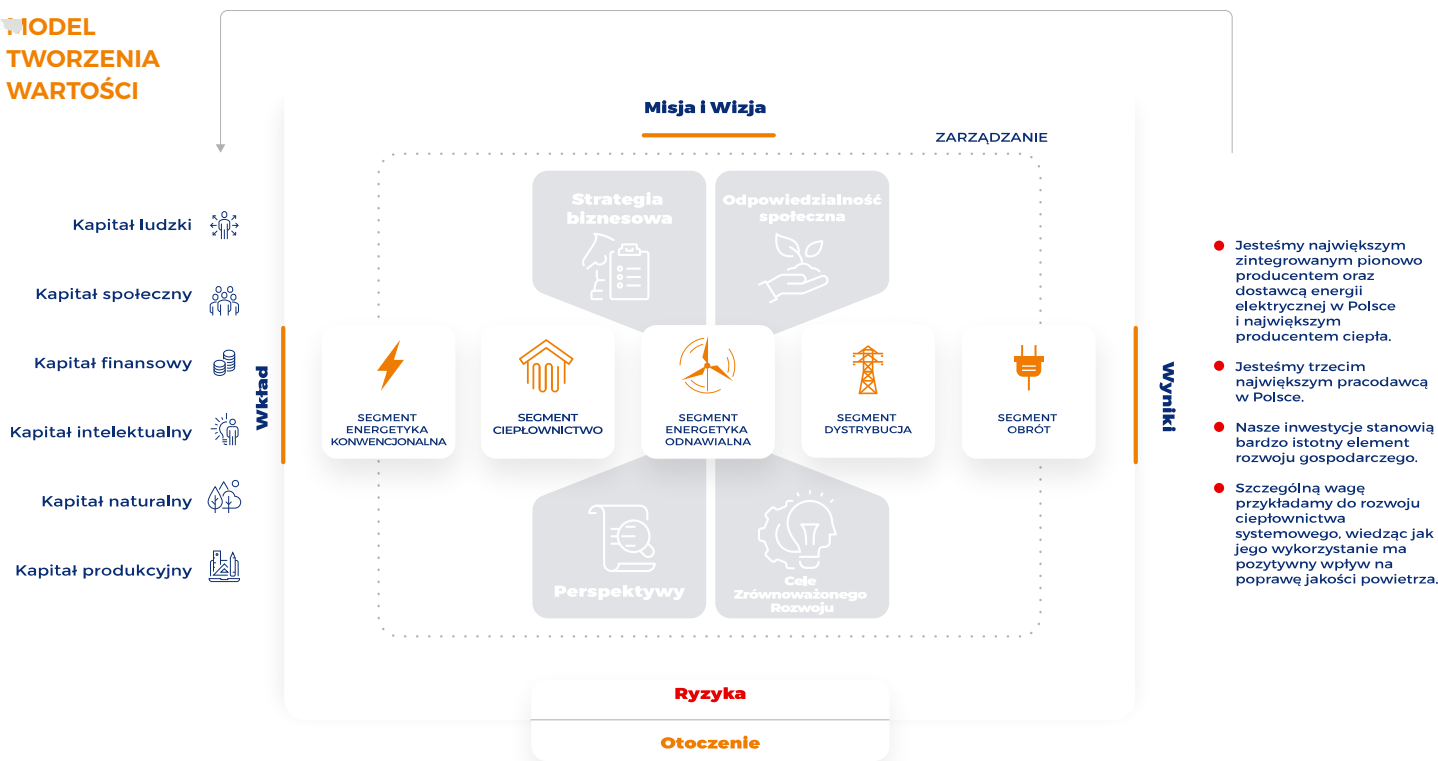 MODEL
TWORZENIA
WARTOŚCI
Misja i Wizja
ZARZĄDZANIE
Strategia
biznesowa
Odpowiedzialność
społeczna
Kapitał ludzki
Kapitał społeczny
Kapitał finansowy
Kapitał intelektualny
Kapitał naturalny
Kapitał produkcyjny
Wkład
SEGMENT
ENERGETYKA
KONWENCJONALNA
SEGMENT
CIEPŁOWNICTWO
SEGMENT
ENERGETYKA
ODNAWIALNA
SEGMENT
DYSTRYBUCJA
SEGMENT
OBRÓT
Perspektywy
Cele
Zrównoważonego
Rozwoju
Wyniki
Jesteśmy największym
zintegrowanym pionowo
producentem oraz
dostawcą energii
elektrycznej w Polsce
i największym
producentem ciepła.
Jesteśmy trzecim
największym pracodawcą
w Polsce.
Nasze inwestycje stanowią
bardzo istotny element
rozwoju gospodarczego.
Szczególną wagę
przykładamy do rozwoju
ciepłownictwa
systemowego, wiedząc jak
jego wykorzystanie ma
pozytywny wpływ na
poprawę jakości powietrza.
Ryzyka
Otoczenie